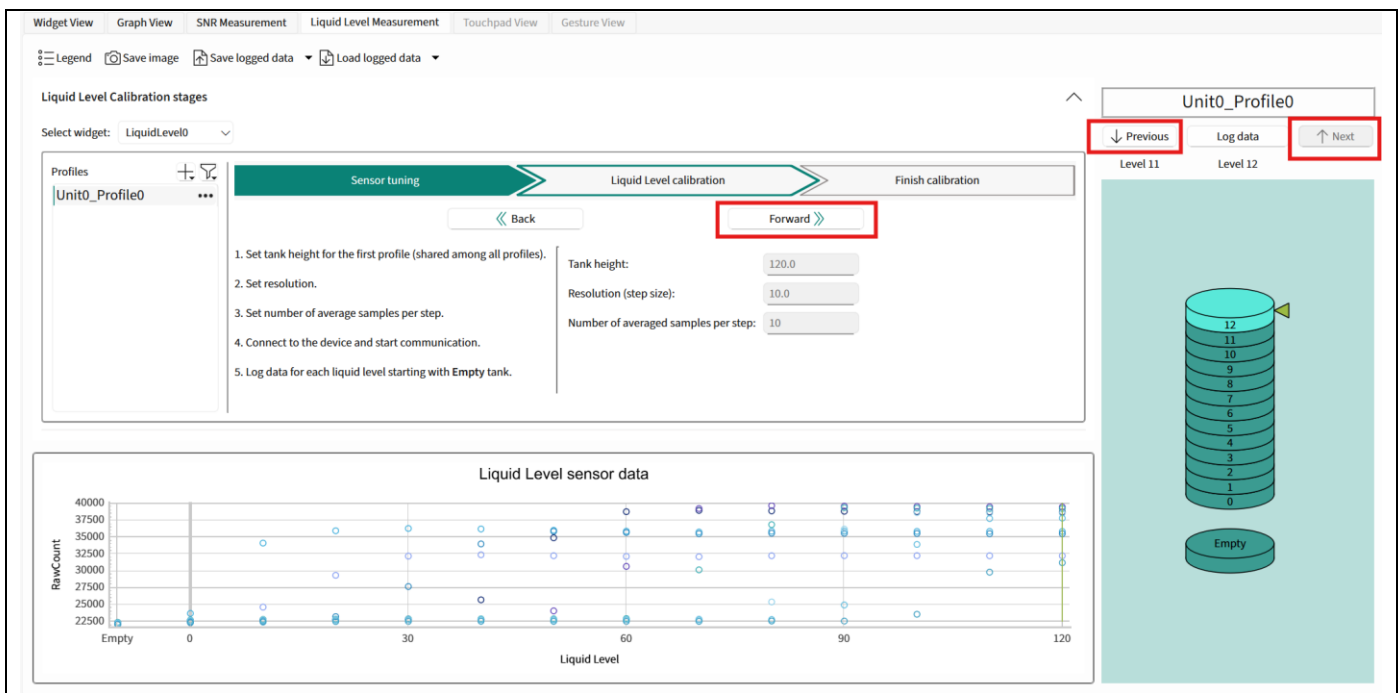 Widget View Graph View SNR Measurement Liquid Level Measurement Touchpad View Gesture View
Legend Save image Save logged data Load logged data
Liquid Level Calibration stages
Select widget: LiquidLevel0
Profiles
Unit0_Profile0
Sensor tuning Liquid Level calibration Finish calibration
Back Forward
1. Set tank height for the first profile (shared among all profiles).
2. Set resolution.
3. Set number of average samples per step.
4. Connect to the device and start communication.
5. Log data for each liquid level starting with Empty tank.
Tank height: 120.0
Resolution (step size): 10.0
Number of averaged samples per step: 10
Unit0_Profile0
Previous Log data Next
Level 11 Level 12
12
11
10
9
8
7
6
5
4
3
2
1
0
Empty
Liquid Level sensor data
RawCount
40000
37500
35000
32500
30000
27500
25000
22500
Empty 0 30 60 90 120
Liquid Level